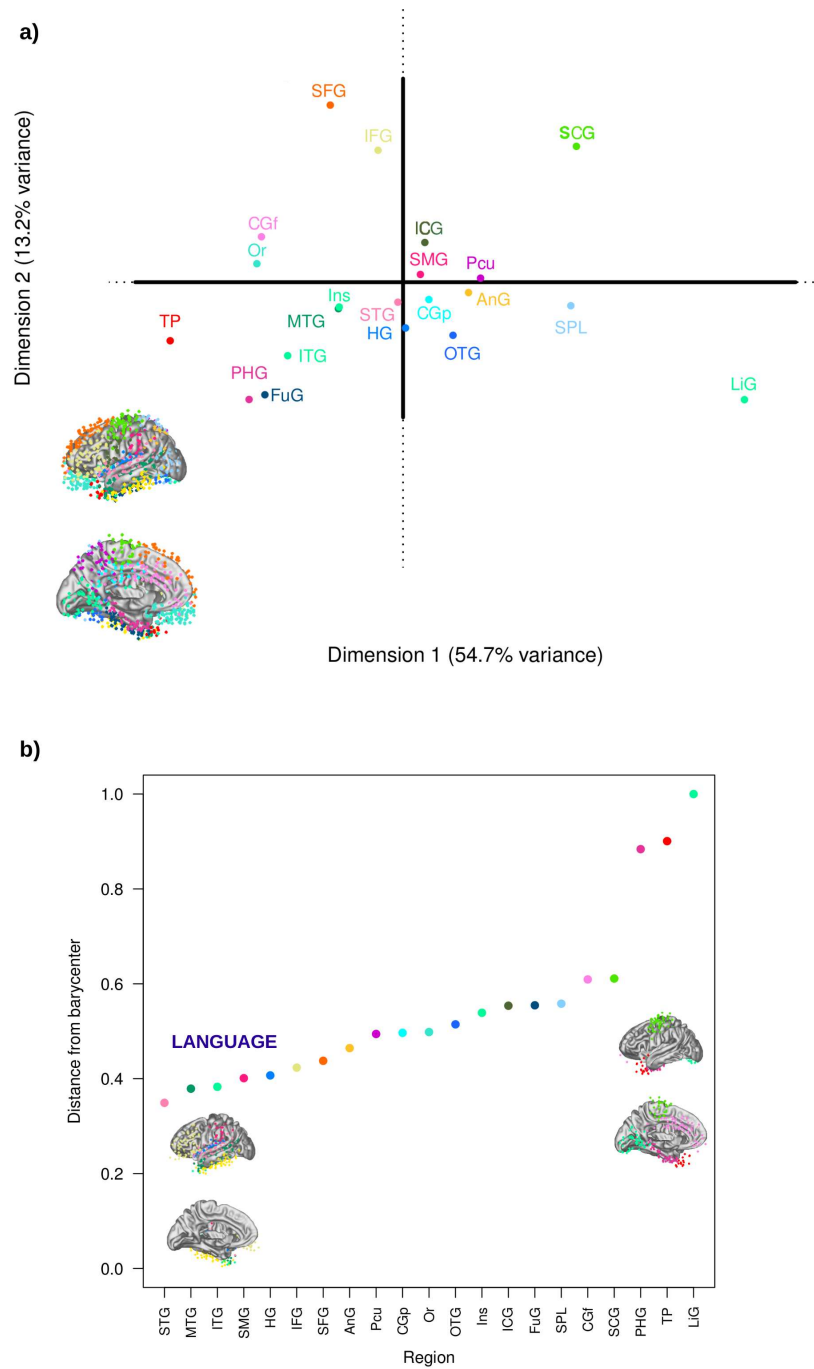 a)
SFG
IFG
SCG
CGf
Or
ICG
SMG
Pcu
Ins
AnG
TP
MTG
STG
CGp
HG
SPL
OTG
ITG
PHG
FuG
LiG
Dimension 2 (13.2% variance)
Dimension 1 (54.7% variance)
b)
1.0
0.8
0.6
0.4
0.2
0.0
Distance from barycenter
LANGUAGE
STG
MTG
ITG
SMG
HG
IFG
SFG
AnG
Pcu
CGp
Or
OTG
Ins
ICG
FuG
SPL
CGf
SCG
PHG
TP
LiG
Region